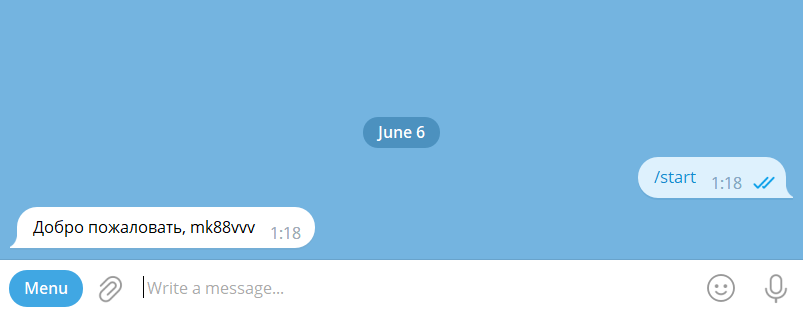 June 6
/start 1:18
Добро пожаловать, mk88vvv 1:18
Menu Write a message...